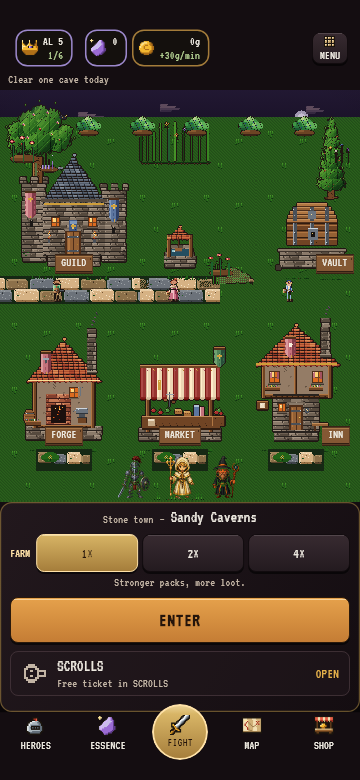 AL 5
1/6
0
0g
+30g/min
MENU
Clear one cave today
GUILD
VAULT
FORGE
MARKET
INN
Stone town – Sandy Caverns
FARM
1X
2X
4X
Stronger packs, more loot.
ENTER
SCROLLS
Free ticket in SCROLLS
OPEN
HEROES
ESSENCE
FIGHT
MAP
SHOP